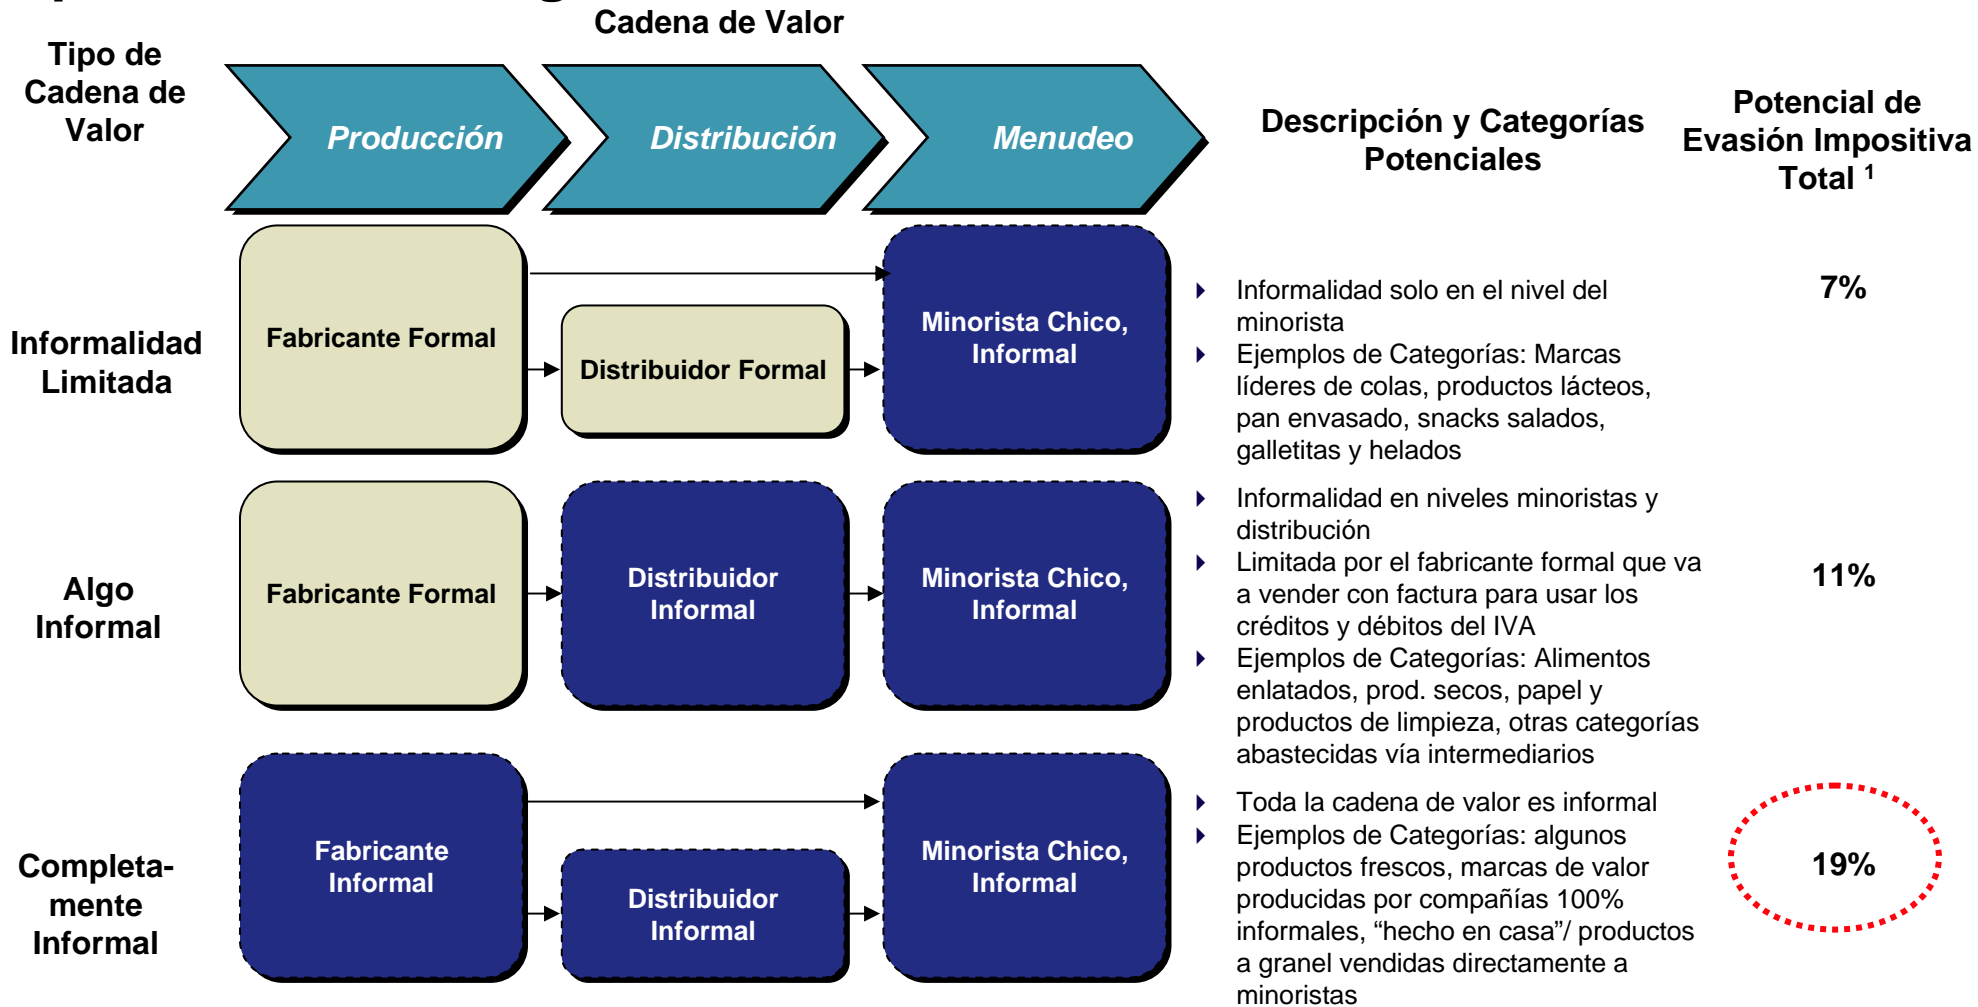 Cadena de Valor
Tipo de
Cadena de
Valor
Producción
Distribución
Menudeo
Descripción y Categorías
Potenciales
Potencial de
Evasión Impositiva
Total 1
Informalidad
Limitada
Fabricante Formal
Distribuidor Formal
Minorista Chico,
Informal
Informalidad solo en el nivel del
minorista
Ejemplos de Categorías: Marcas
líderes de colas, productos lácteos,
pan envasado, snacks salados,
galletitas y helados
7%
Algo
Informal
Fabricante Formal
Distribuidor
Informal
Minorista Chico,
Informal
Informalidad en niveles minoristas y
distribución
Limitada por el fabricante formal que va
a vender con factura para usar los
créditos y débitos del IVA
Ejemplos de Categorías: Alimentos
enlatados, prod. secos, papel y
productos de limpieza, otras categorías
abastecidas vía intermediarios
11%
Completa-
mente
Informal
Fabricante
Informal
Distribuidor
Informal
Minorista Chico,
Informal
Toda la cadena de valor es informal
Ejemplos de Categorías: algunos
productos frescos, marcas de valor
producidas por compañías 100%
informales, “hecho en casa”/ productos
a granel vendidas directamente a
minoristas
19%